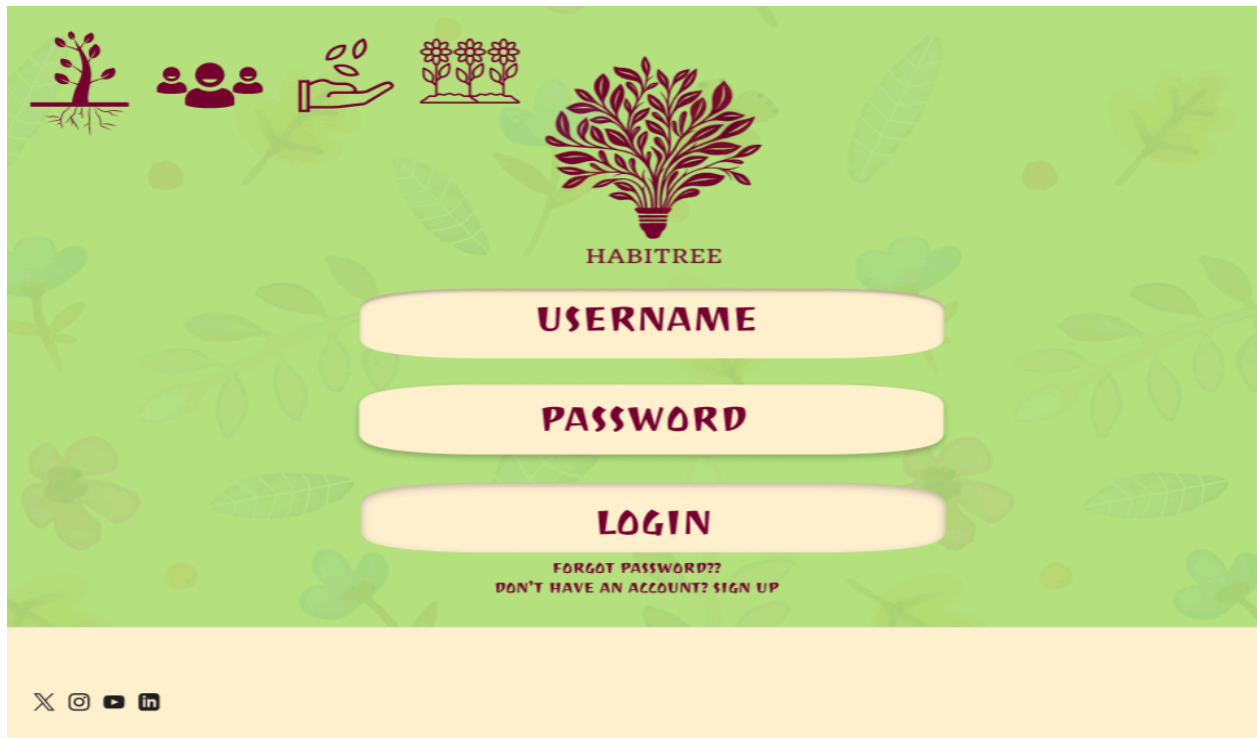 HABITREE
USERNAME
PASSWORD
LOGIN
FORGOT PASSWORD??
DON'T HAVE AN ACCOUNT? SIGN UP